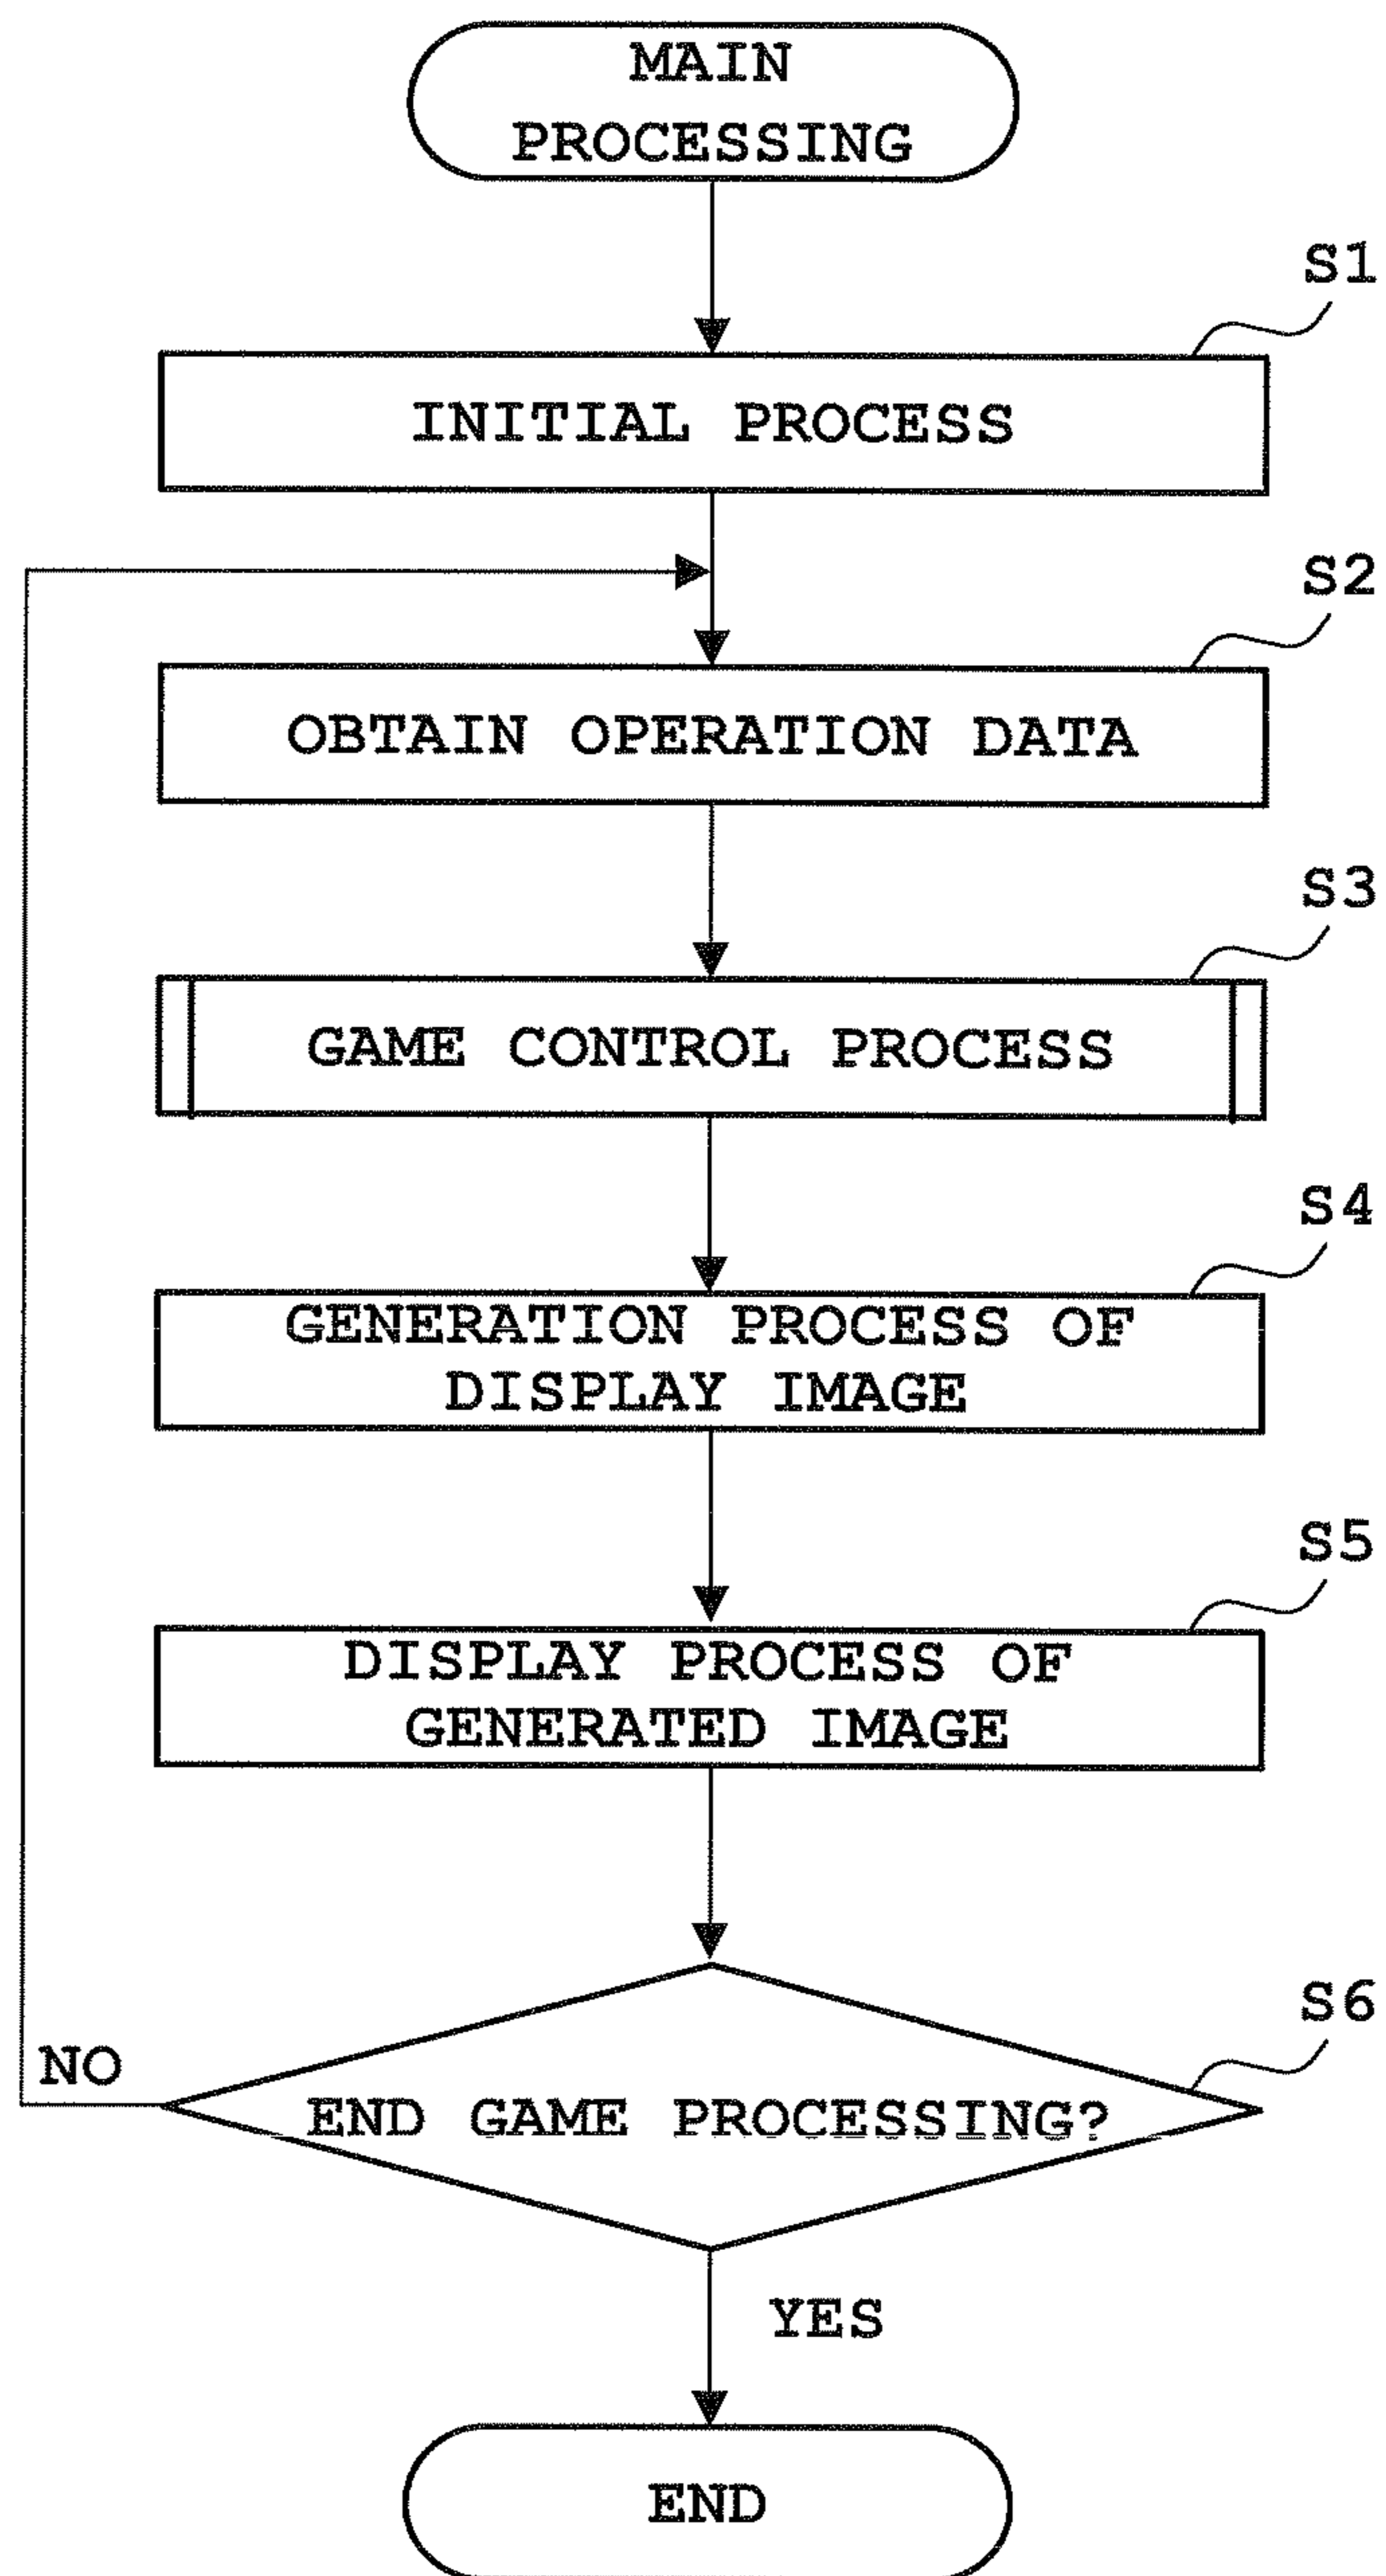 MAIN
PROCESSING
S1
INITIAL PROCESS
S2
OBTAIN OPERATION DATA
S3
GAME CONTROL PROCESS
S4
GENERATION PROCESS OF
DISPLAY IMAGE
S5
DISPLAY PROCESS OF
GENERATED IMAGE
S6
NO
END GAME PROCESSING?
YES
END